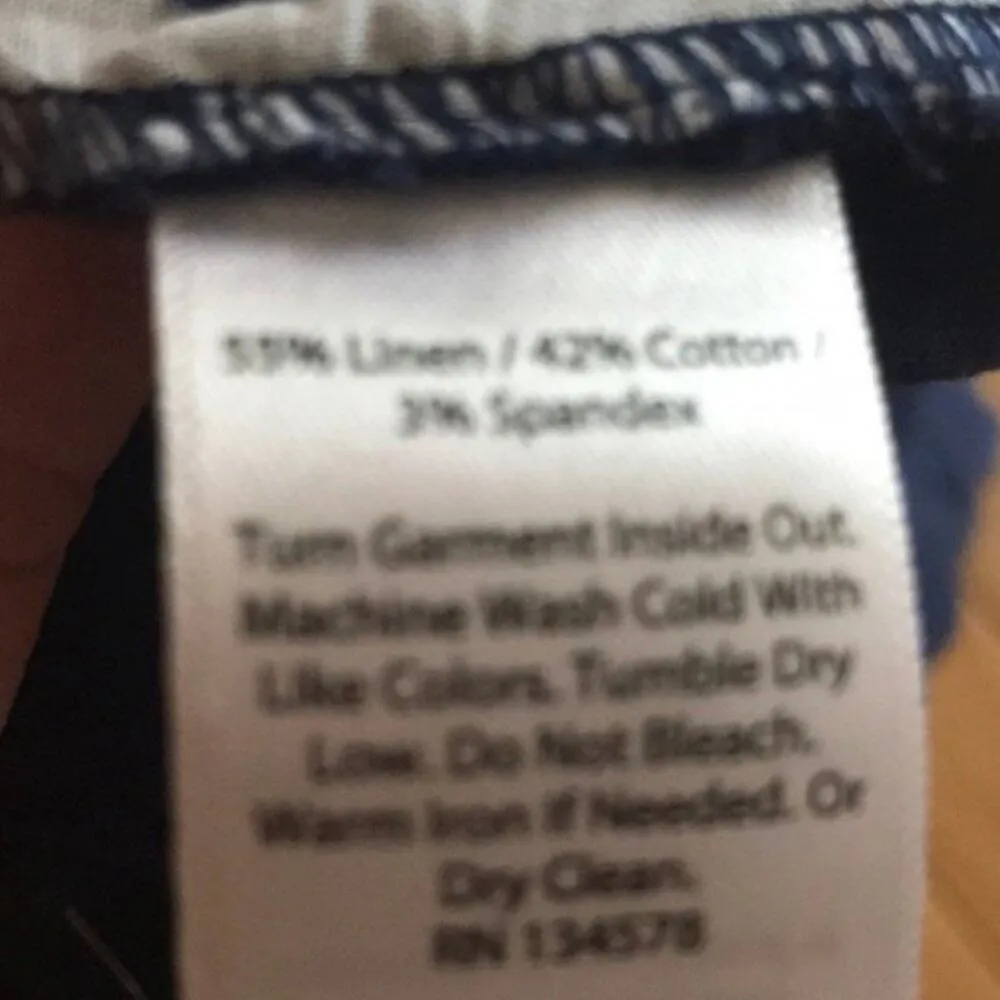 55% Linen / 42% Cotton /
3% Spandex
Turn Garment Inside Out.
Machine Wash Cold With
Like Colors. Tumble Dry
Low. Do Not Bleach.
Warm Iron if Needed. Or
Dry Clean.
RN 134578